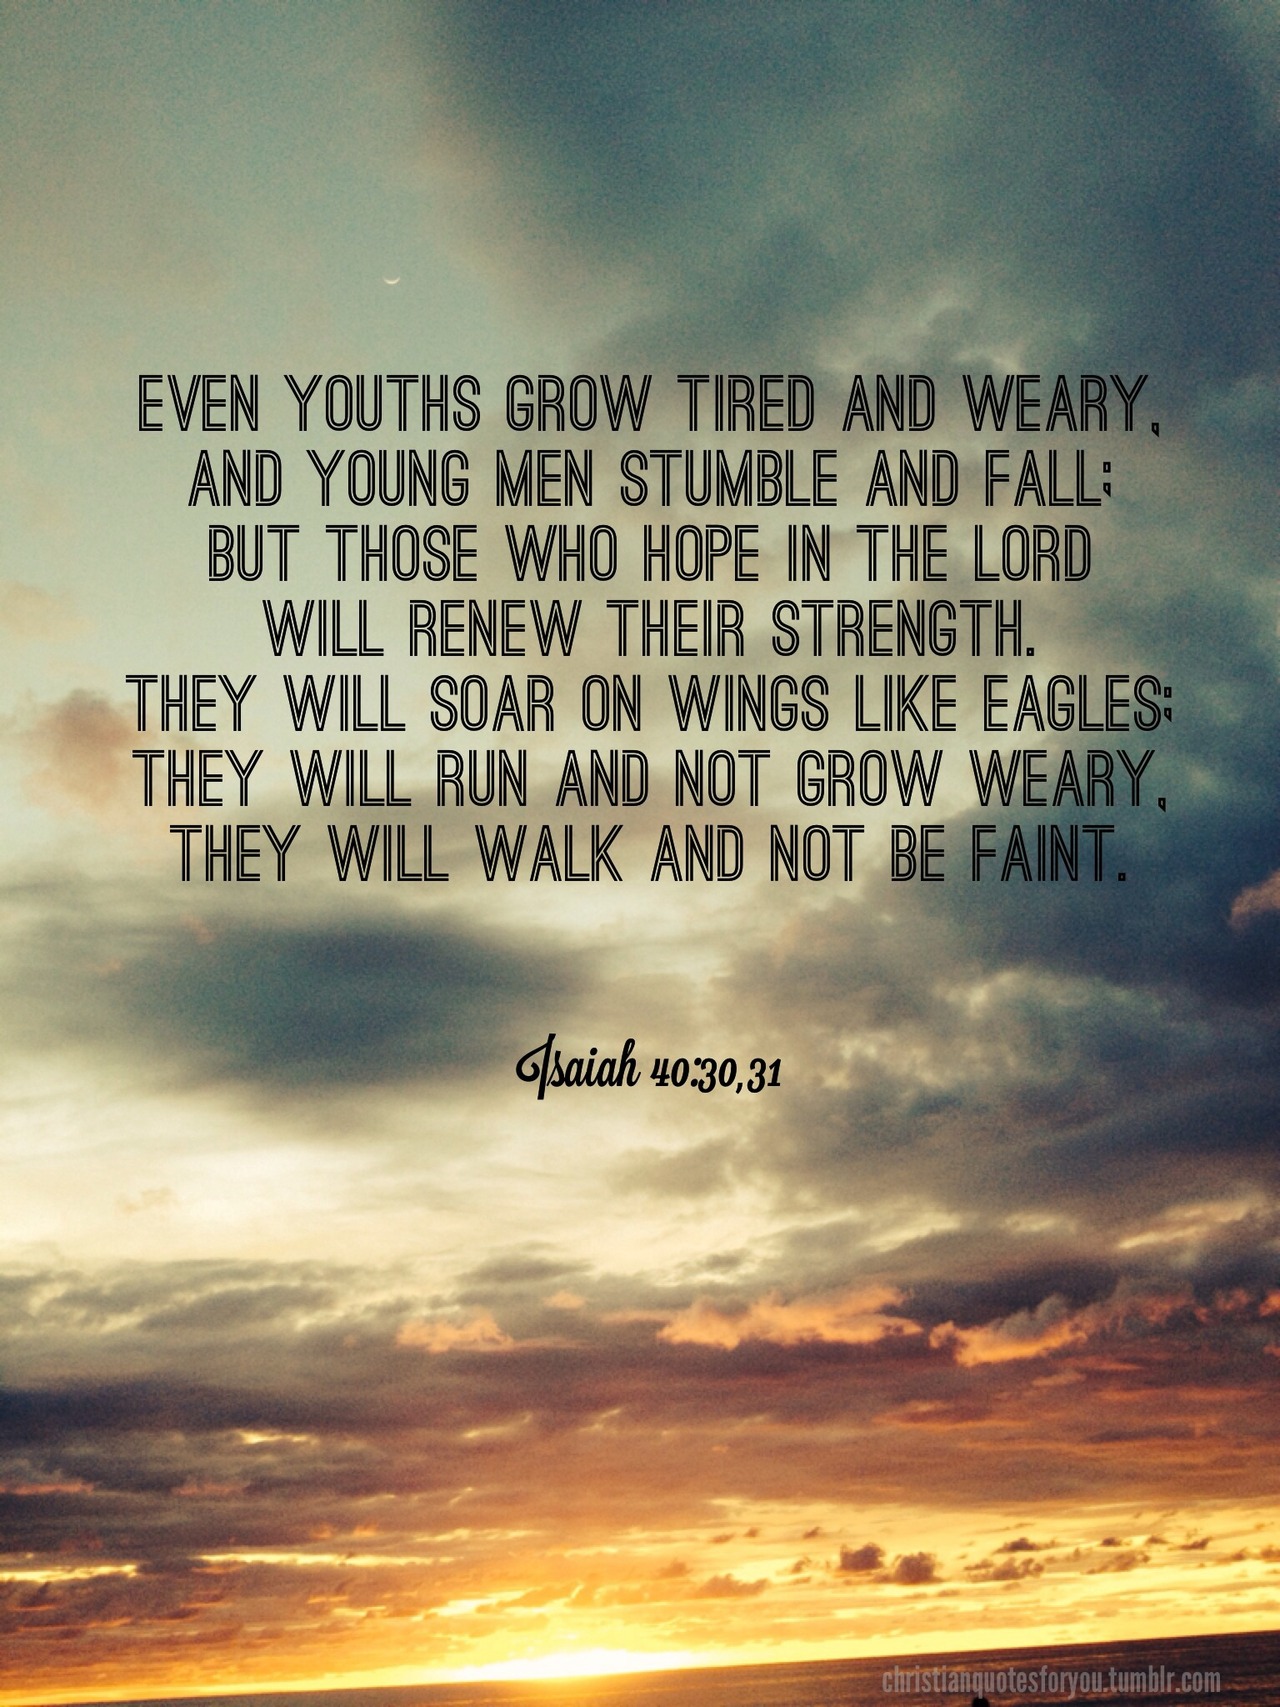 EVEN YOUTHS GROW TIRED AND WEARY,
AND YOUNG MEN STUMBLE AND FALL;
BUT THOSE WHO HOPE IN THE LORD
WILL RENEW THEIR STRENGTH.
THEY WILL SOAR ON WINGS LIKE EAGLES;
THEY WILL RUN AND NOT GROW WEARY,
THEY WILL WALK AND NOT BE FAINT.
Isaiah 40:30,31
christianquotesforyou.tumblr.com